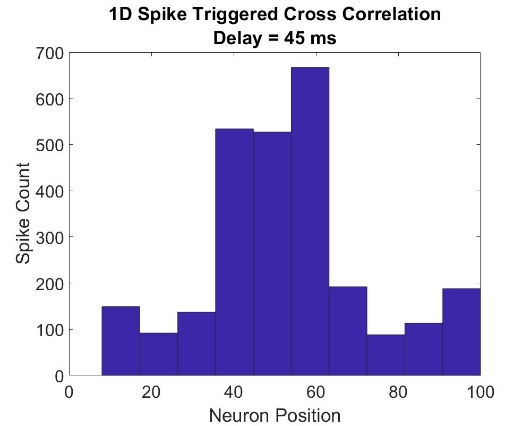 1D Spike Triggered Cross Correlation
Delay = 45 ms
700
600
500
400
300
200
100
0
Spike Count
0 20 40 60 80 100
Neuron Position